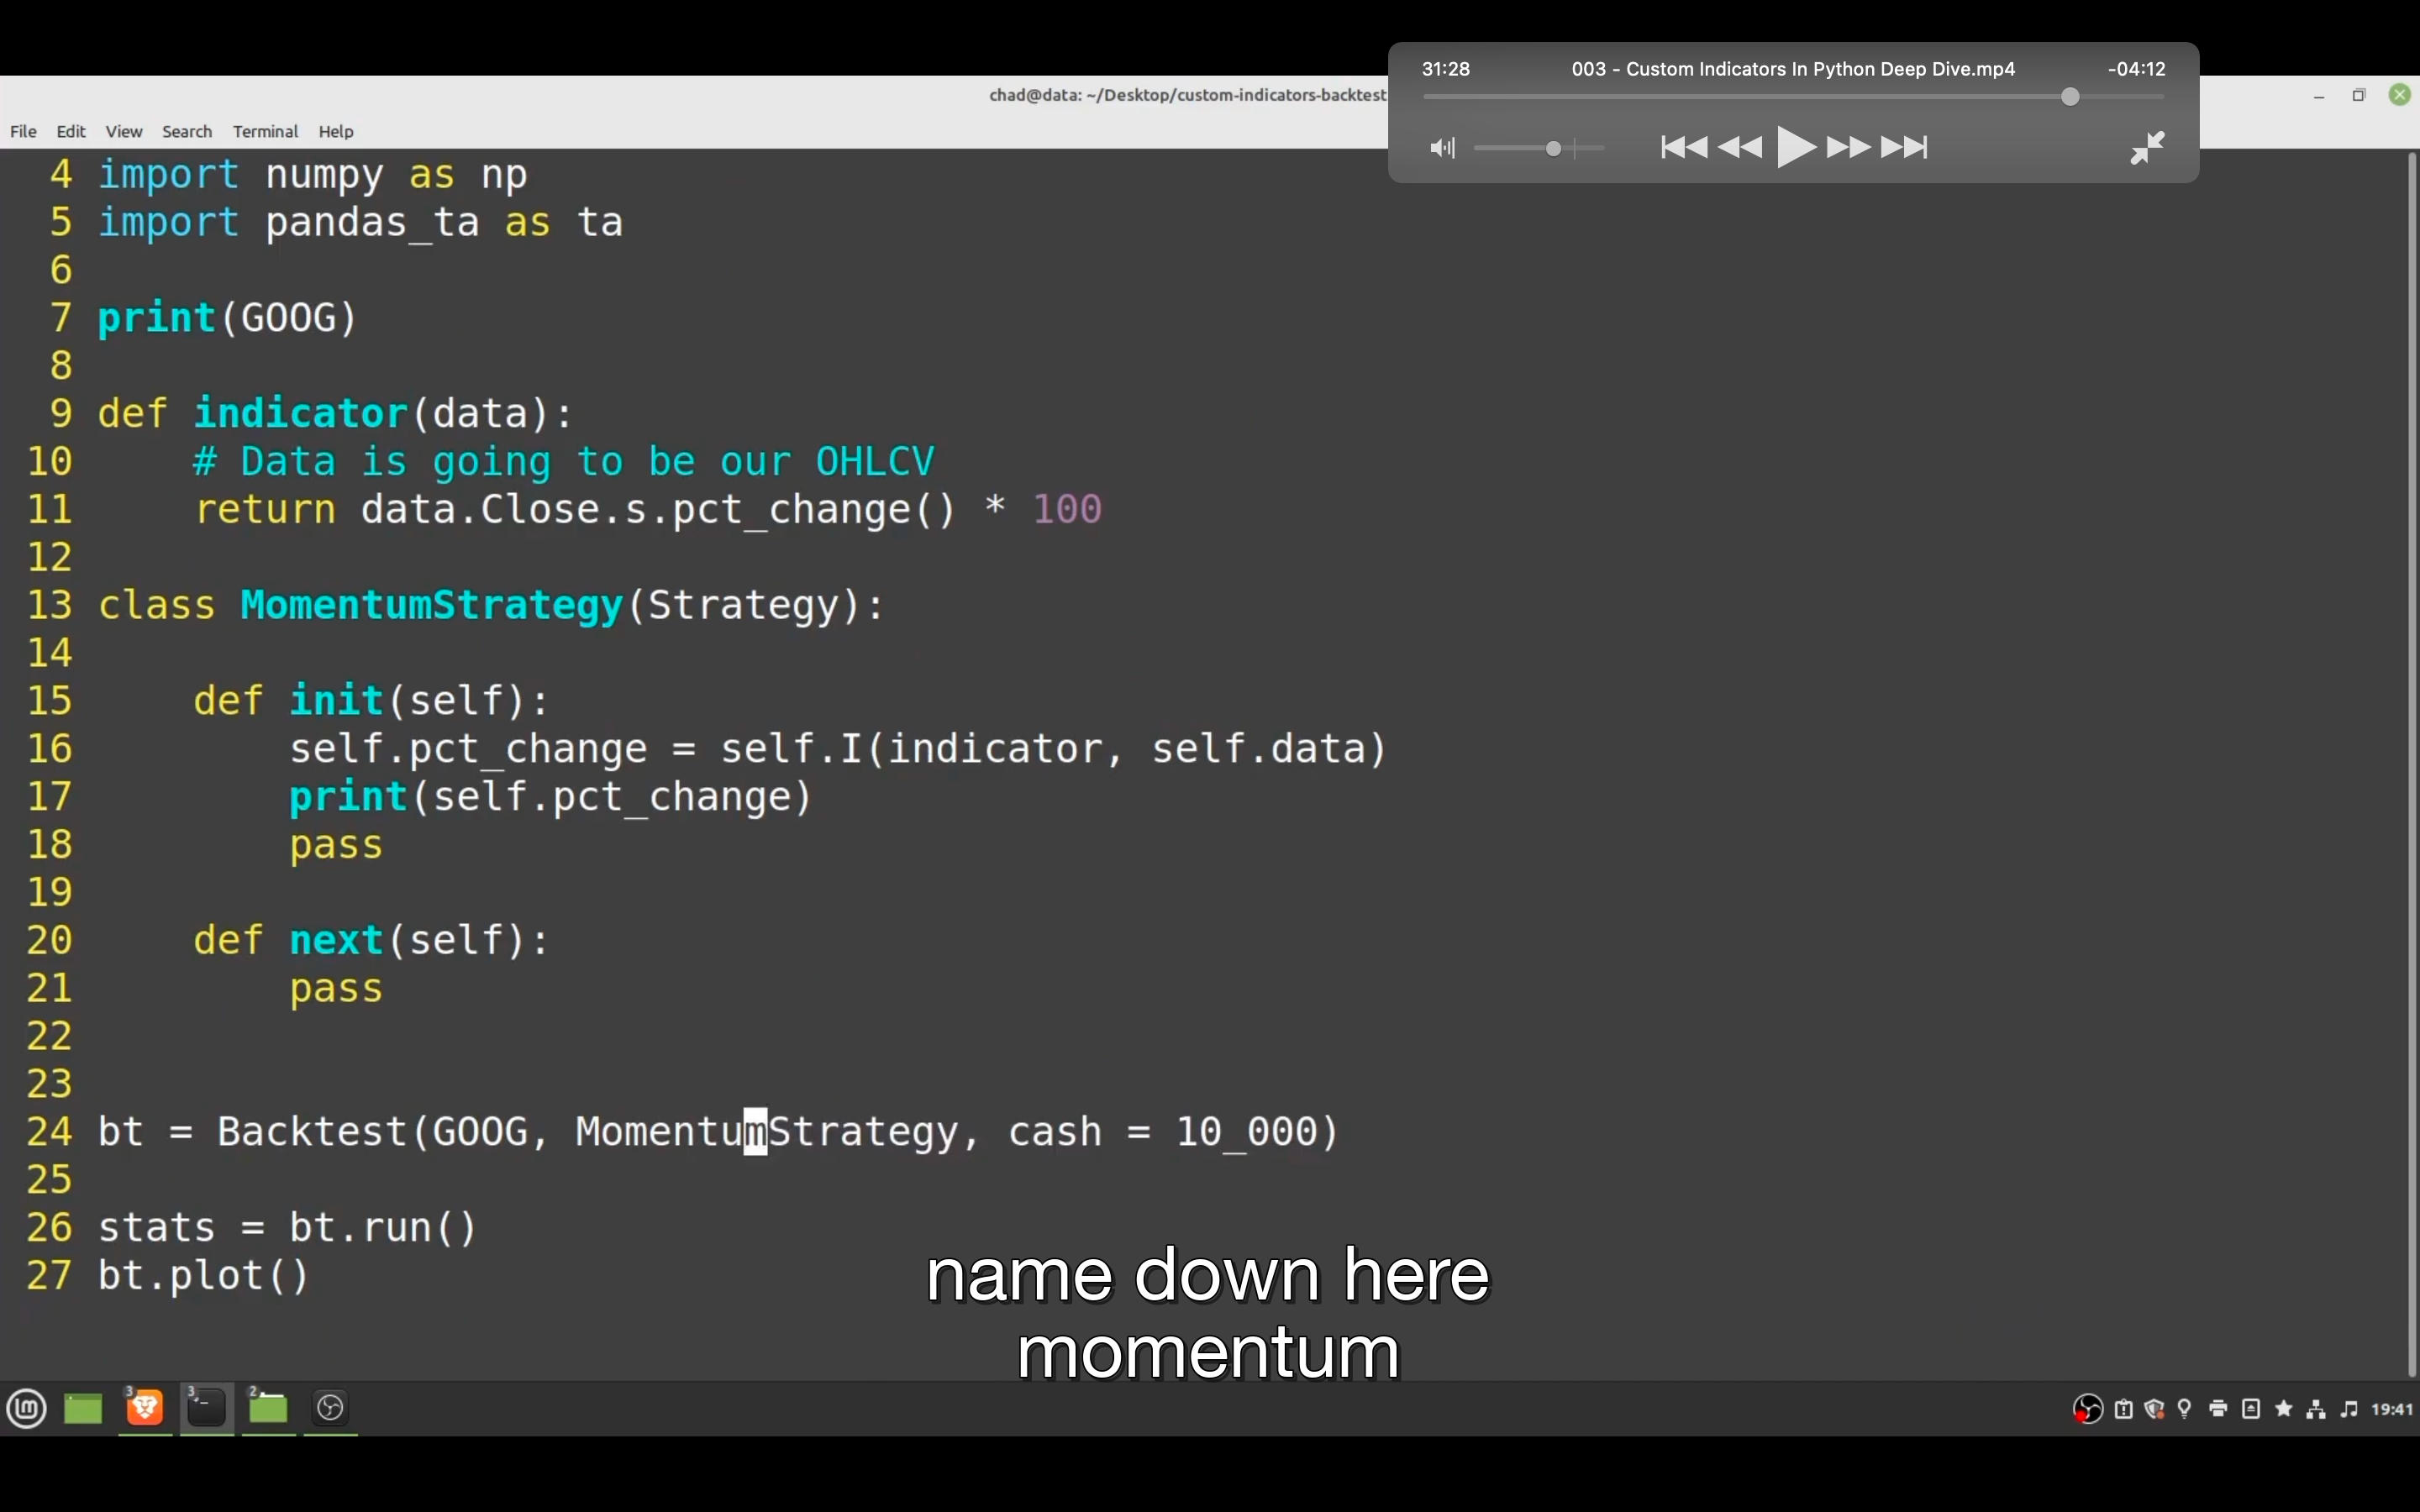 31:28 003 - Custom Indicators In Python Deep Dive.mp4 -04:12
chad@data: ~/Desktop/custom-indicators-backtest
File Edit View Search Terminal Help
4 import numpy as np
5 import pandas_ta as ta
6
7 print(GOOG)
8
9 def indicator(data):
10     # Data is going to be our OHLCV
11     return data.Close.s.pct_change() * 100
12
13 class MomentumStrategy(Strategy):
14
15     def init(self):
16         self.pct_change = self.I(indicator, self.data)
17         print(self.pct_change)
18         pass
19
20     def next(self):
21         pass
22
23
24 bt = Backtest(GOOG, MomentumStrategy, cash = 10_000)
25
26 stats = bt.run()
27 bt.plot()
name down here
momentum
3 3 2 19:41